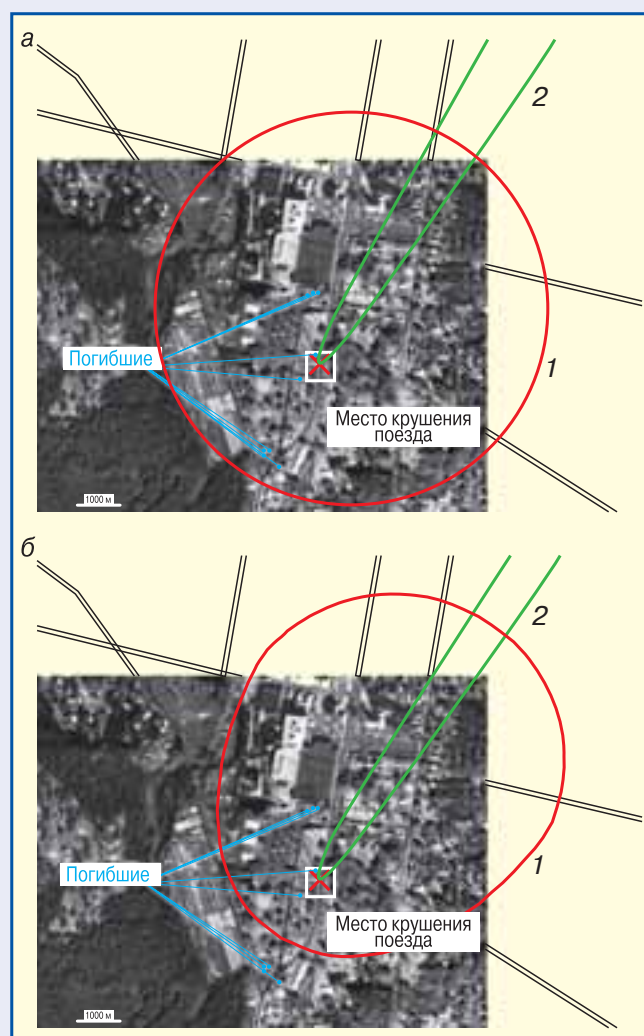 а
2
Погибшие
1
Место крушения
поезда
1000 м
б
2
Погибшие
1
Место крушения
поезда
1000 м